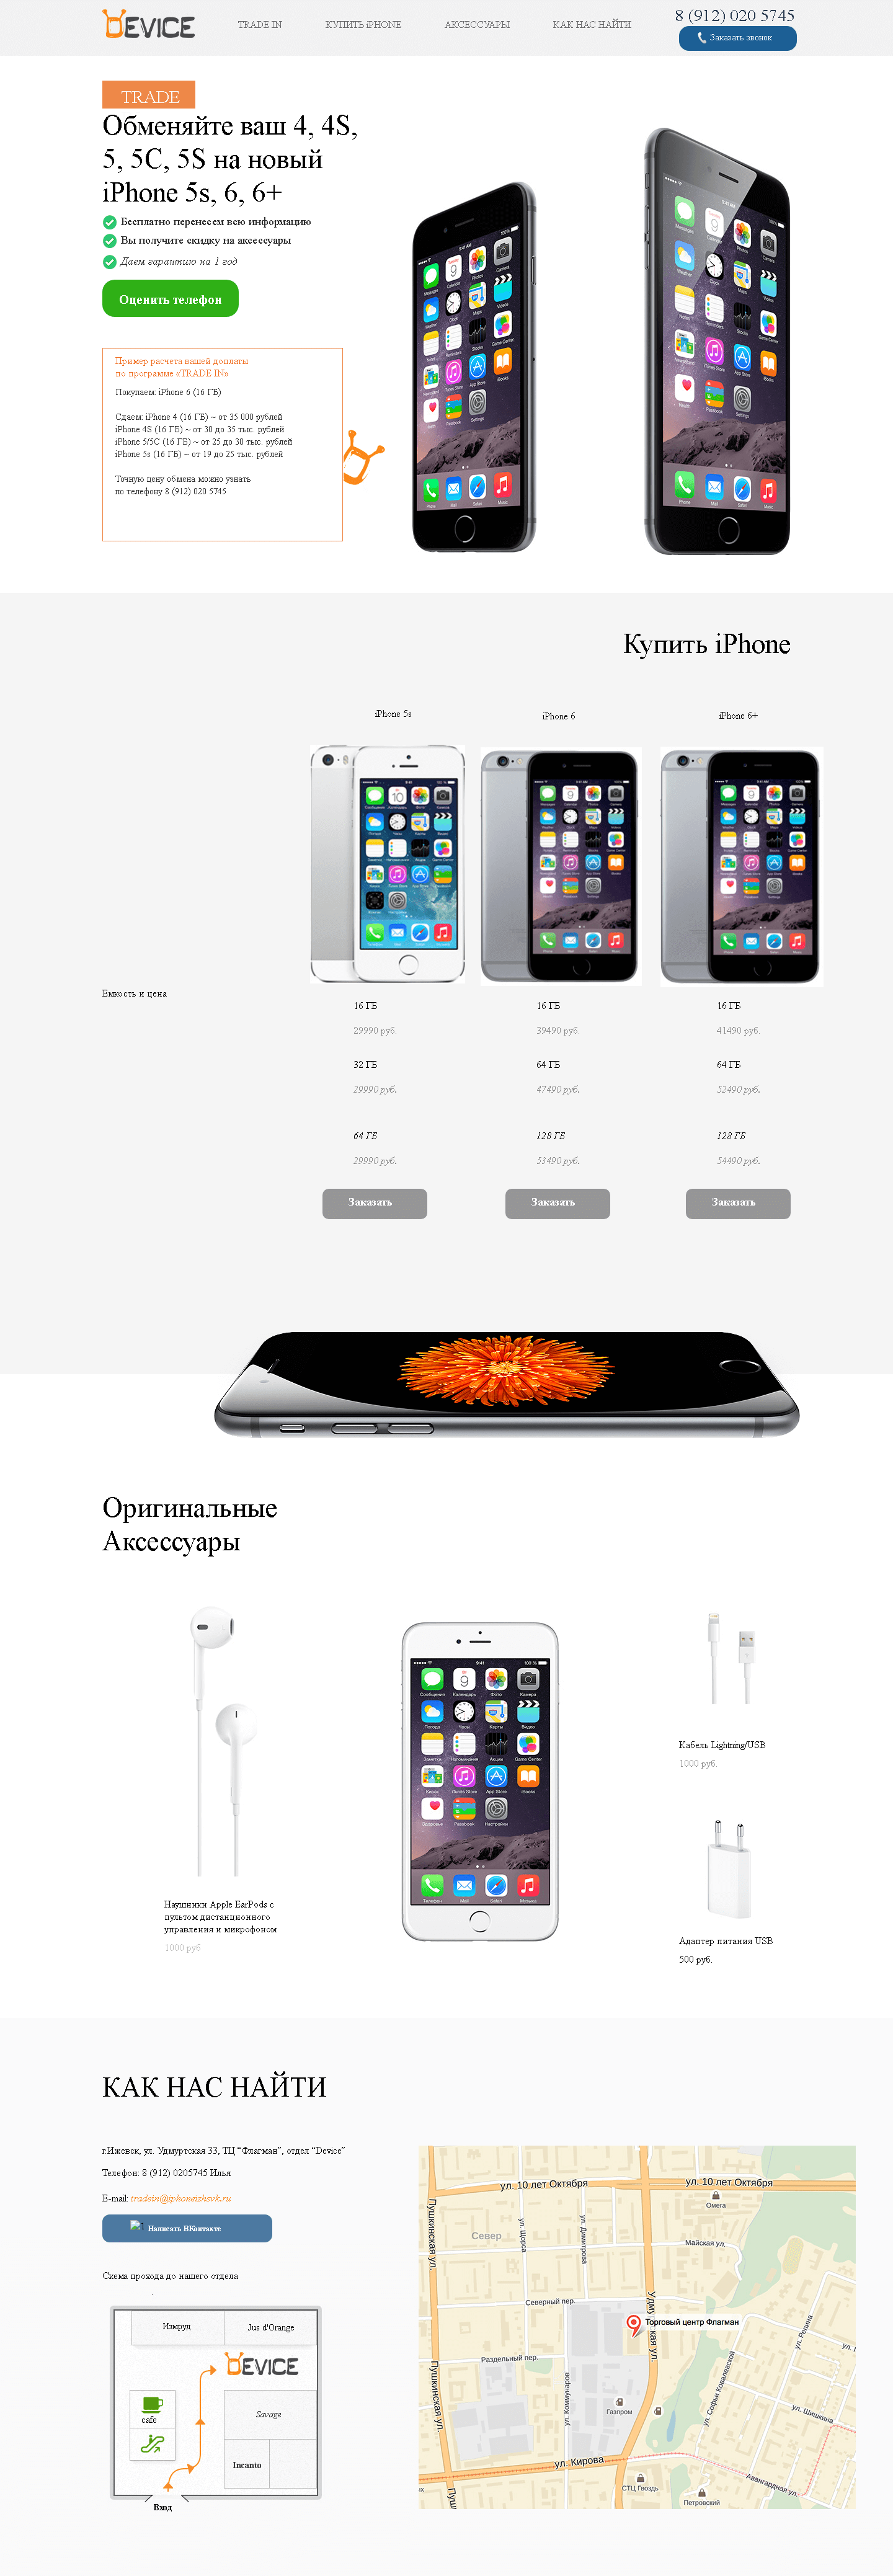 DEVICE
TRADE IN
КУПИТЬ iPHONE
АКСЕССУАРЫ
КАК НАС НАЙТИ
8 (912) 020 5745
Заказать звонок
TRADE
Обменяйте ваш 4, 4S,
5, 5C, 5S на новый
iPhone 5s, 6, 6+
Бесплатно перенесем всю информацию
Вы получите скидку на аксессуары
Даем гарантию на 1 год
Оценить телефон
Пример расчета вашей доплаты
по программе «TRADE IN»
Покупаем: iPhone 6 (16 ГБ)
Сдаем: iPhone 4 (16 ГБ) ~ от 35 000 рублей
iPhone 4S (16 ГБ) ~ от 30 до 35 тыс. рублей
iPhone 5/5C (16 ГБ) ~ от 25 до 30 тыс. рублей
iPhone 5s (16 ГБ) ~ от 19 до 25 тыс. рублей
Точную цену обмена можно узнать
по телефону 8 (912) 020 5745
Купить iPhone
iPhone 5s
iPhone 6
iPhone 6+
Емкость и цена
16 ГБ
16 ГБ
16 ГБ
29990 руб.
39490 руб.
41490 руб.
32 ГБ
64 ГБ
64 ГБ
29990 руб.
47490 руб.
52490 руб.
64 ГБ
128 ГБ
128 ГБ
29990 руб.
53490 руб.
54490 руб.
Заказать
Заказать
Заказать
Оригинальные
Аксессуары
Кабель Lightning/USB
1000 руб.
Наушники Apple EarPods с
пультом дистанционного
управления и микрофоном
1000 руб
Адаптер питания USB
500 руб.
КАК НАС НАЙТИ
г.Ижевск, ул. Удмуртская 33, ТЦ “Флагман”, отдел “Device”
Телефон: 8 (912) 0205745 Илья
E-mail: tradein@iphoneizhevk.ru
Написать ВКонтакте
Схема прохода до нашего отдела
Измруд
Jus d'Orange
DEVICE
cafe
Savage
Incanto
Вход
ул. 10 лет Октября
ул. 10 лет Октября
Омега
Пушкинская ул.
Север
ул. Щорса
ул. Димитрова
Майская ул.
Северный пер.
Торговый центр Флагман
Раздельный пер.
Пушкинская ул.
ул. Коммунаров
Газпром
ул. Софьи Ковалевской
ул. Репина
ул. Шишкина
ул. Кирова
СТЦ Гвоздь
Авангардная ул.
Петровский